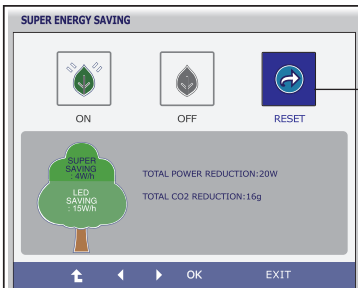 SUPER ENERGY SAVING
ON
OFF
RESET
SUPER
SAVING
: 4W/h
LED
SAVING
: 15W/h
TOTAL POWER REDUCTION:20W
TOTAL CO2 REDUCTION:16g
OK
EXIT